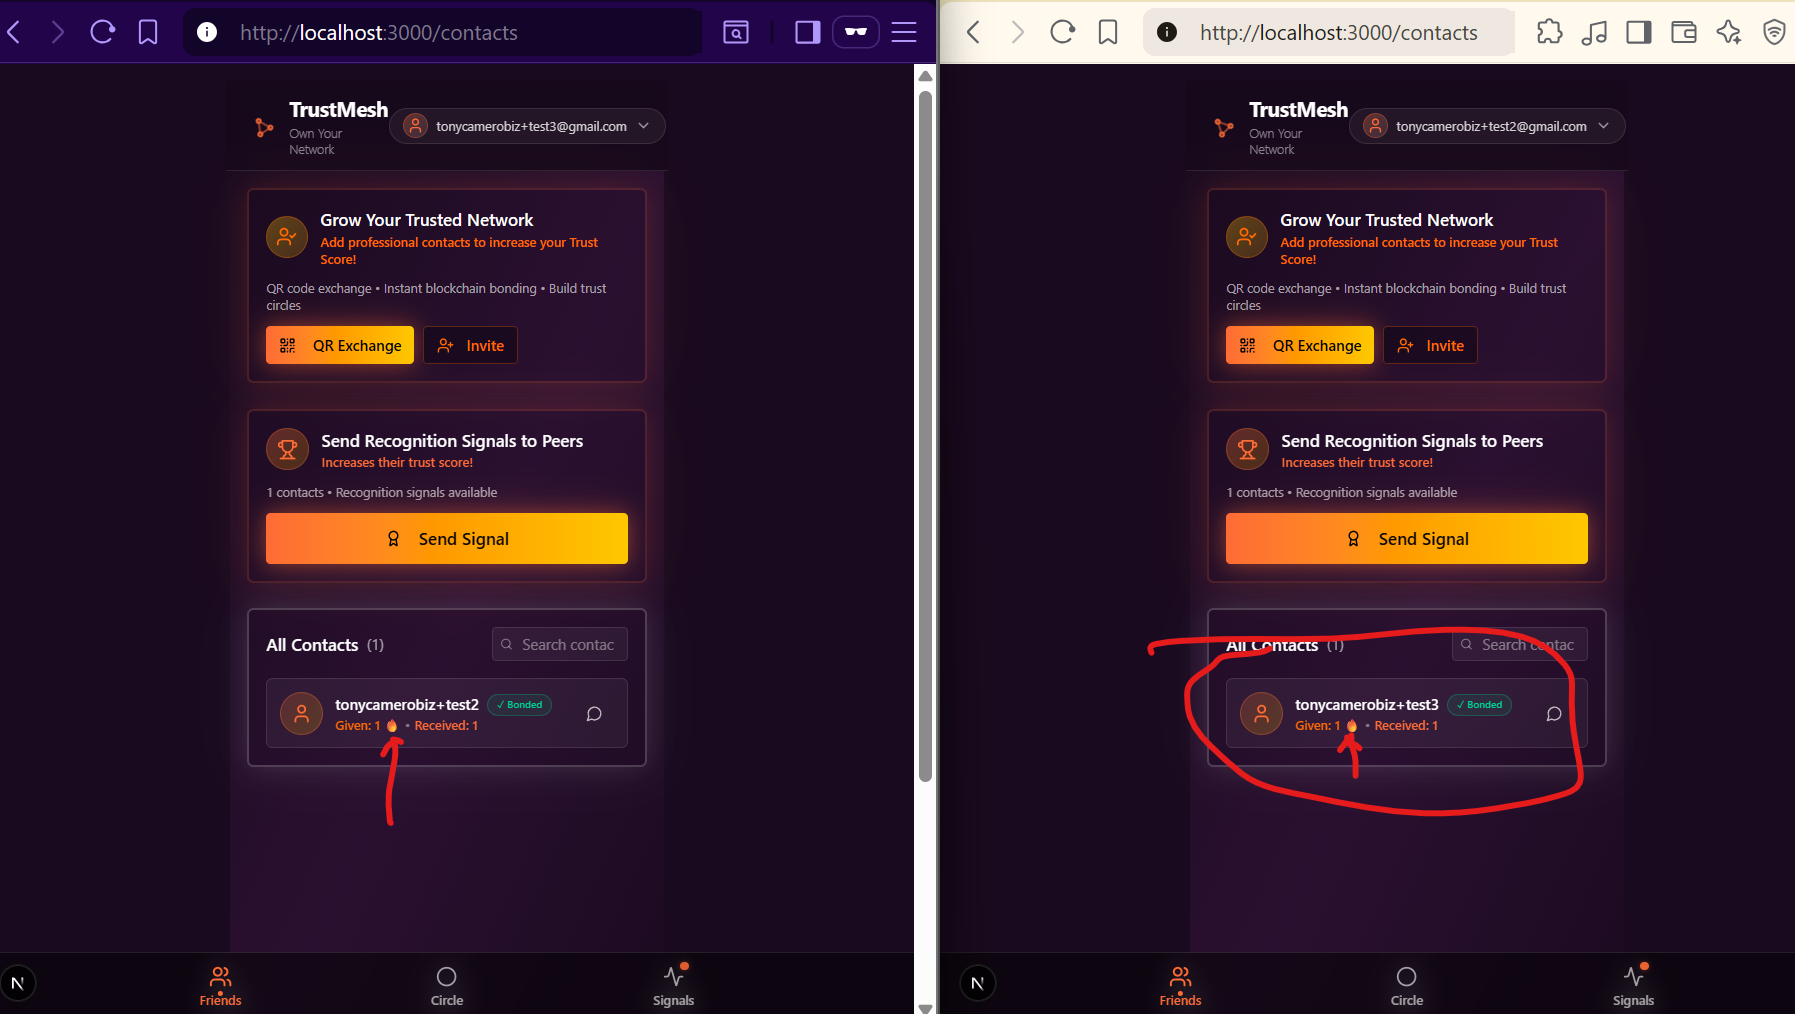 http://localhost:3000/contacts
TrustMesh
Own Your
Network
tonycamerobiz+test3@gmail.com
Grow Your Trusted Network
Add professional contacts to increase your Trust
Score!
QR code exchange • Instant blockchain bonding • Build trust
circles
QR Exchange
Invite
Send Recognition Signals to Peers
Increases their trust score!
1 contacts • Recognition signals available
Send Signal
All Contacts (1)
Search contac
tonycamerobiz+test2 ✓ Bonded
Given: 1 🔥 • Received: 1
N
Friends
Circle
Signals
http://localhost:3000/contacts
TrustMesh
Own Your
Network
tonycamerobiz+test2@gmail.com
Grow Your Trusted Network
Add professional contacts to increase your Trust
Score!
QR code exchange • Instant blockchain bonding • Build trust
circles
QR Exchange
Invite
Send Recognition Signals to Peers
Increases their trust score!
1 contacts • Recognition signals available
Send Signal
All Contacts (1)
Search contac
tonycamerobiz+test3 ✓ Bonded
Given: 1 🔥 • Received: 1
N
Friends
Circle
Signals